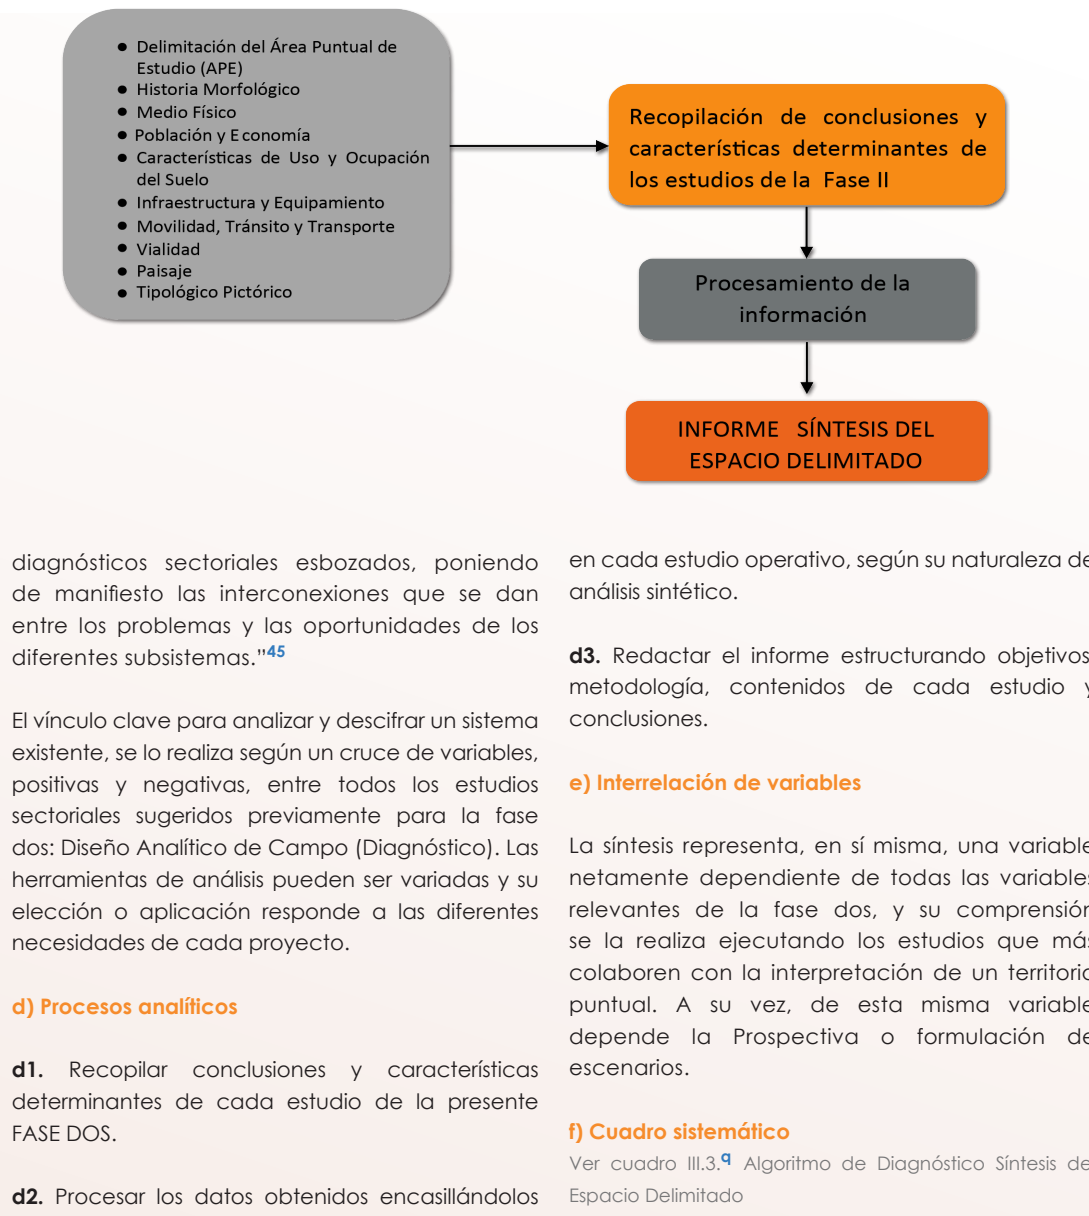 ● Delimitación del Área Puntual de
Estudio (APE)
● Historia Morfológico
● Medio Físico
● Población y Economía
● Características de Uso y Ocupación
del Suelo
● Infraestructura y Equipamiento
● Movilidad, Tránsito y Transporte
● Vialidad
● Paisaje
● Tipológico Pictórico
Recopilación de conclusiones y
características determinantes de
los estudios de la Fase II
Procesamiento de la
información
INFORME SÍNTESIS DEL
ESPACIO DELIMITADO
diagnósticos sectoriales esbozados, poniendo
de manifiesto las interconexiones que se dan
entre los problemas y las oportunidades de los
diferentes subsistemas."45
El vínculo clave para analizar y descifrar un sistema
existente, se lo realiza según un cruce de variables,
positivas y negativas, entre todos los estudios
sectoriales sugeridos previamente para la fase
dos: Diseño Analítico de Campo (Diagnóstico). Las
herramientas de análisis pueden ser variadas y su
elección o aplicación responde a las diferentes
necesidades de cada proyecto.
d) Procesos analíticos
d1. Recopilar conclusiones y características
determinantes de cada estudio de la presente
FASE DOS.
d2. Procesar los datos obtenidos encasillándolos
en cada estudio operativo, según su naturaleza de
análisis sintético.
d3. Redactar el informe estructurando objetivos
metodología, contenidos de cada estudio y
conclusiones.
e) Interrelación de variables
La síntesis representa, en sí misma, una variable
netamente dependiente de todas las variables
relevantes de la fase dos, y su comprensión
se la realiza ejecutando los estudios que más
colaboren con la interpretación de un territorio
puntual. A su vez, de esta misma variable
depende la Prospectiva o formulación de
escenarios.
f) Cuadro sistemático
Ver cuadro III.3.q Algoritmo de Diagnóstico Síntesis de
Espacio Delimitado